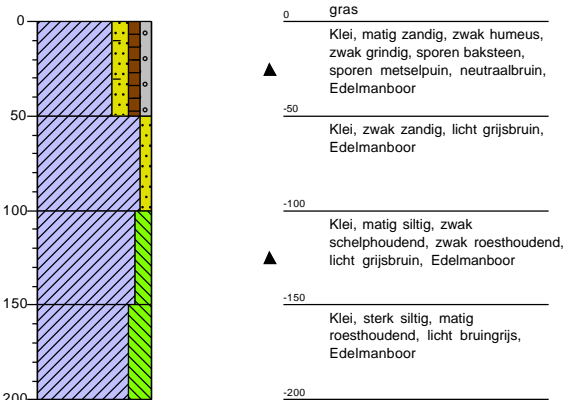 0
50
100
150
200
0
gras
Klei, matig zandig, zwak humeus,
zwak grindig, sporen baksteen,
sporen metselpuin, neutraalbruin,
Edelmanboor
-50
Klei, zwak zandig, licht grijsbruin,
Edelmanboor
-100
Klei, matig siltig, zwak
schelphoudend, zwak roesthoudend,
licht grijsbruin, Edelmanboor
-150
Klei, sterk siltig, matig
roesthoudend, licht bruingrijs,
Edelmanboor
-200